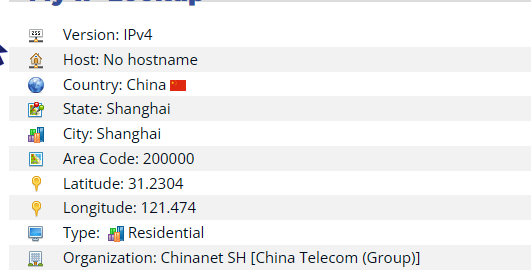 Version: IPv4
Host: No hostname
Country: China
State: Shanghai
City: Shanghai
Area Code: 200000
Latitude: 31.2304
Longitude: 121.474
Type: Residential
Organization: Chinanet SH [China Telecom (Group)]